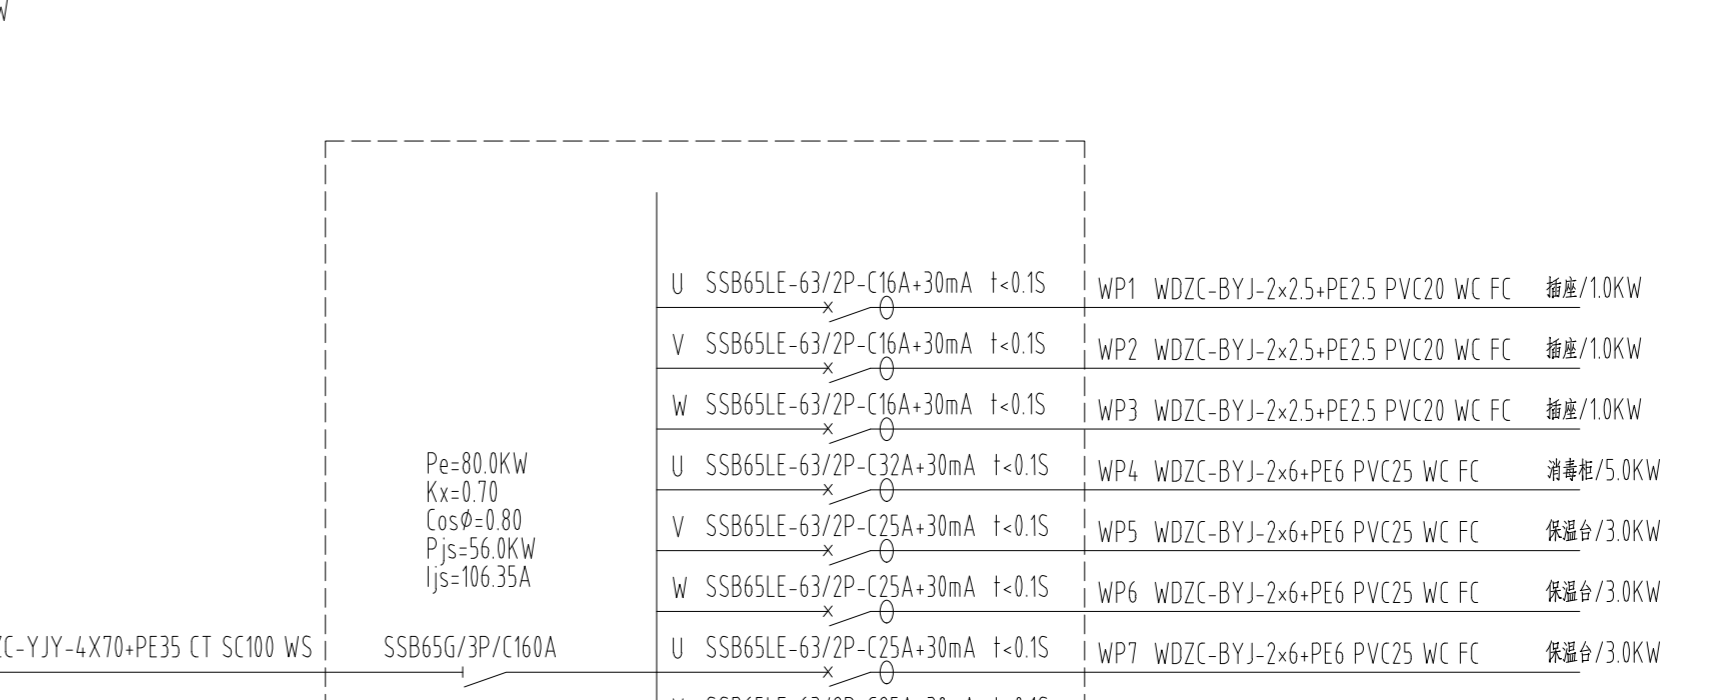 W
U SSB65LE-63/2P-C16A+30mA t<0.1S WP1 WDZC-BYJ-2×2.5+PE2.5 PVC20 WC FC 插座/1.0KW
V SSB65LE-63/2P-C16A+30mA t<0.1S WP2 WDZC-BYJ-2×2.5+PE2.5 PVC20 WC FC 插座/1.0KW
W SSB65LE-63/2P-C16A+30mA t<0.1S WP3 WDZC-BYJ-2×2.5+PE2.5 PVC20 WC FC 插座/1.0KW
Pe=80.0KW
U SSB65LE-63/2P-C32A+30mA t<0.1S WP4 WDZC-BYJ-2×6+PE6 PVC25 WC FC 消毒柜/5.0KW
Kx=0.70
CosΦ=0.80
V SSB65LE-63/2P-C25A+30mA t<0.1S WP5 WDZC-BYJ-2×6+PE6 PVC25 WC FC 保温台/3.0KW
Pjs=56.0KW
Ijs=106.35A
W SSB65LE-63/2P-C25A+30mA t<0.1S WP6 WDZC-BYJ-2×6+PE6 PVC25 WC FC 保温台/3.0KW
ZC-YJY-4X70+PE35 CT SC100 WS SSB65G/3P/C160A U SSB65LE-63/2P-C25A+30mA t<0.1S WP7 WDZC-BYJ-2×6+PE6 PVC25 WC FC 保温台/3.0KW